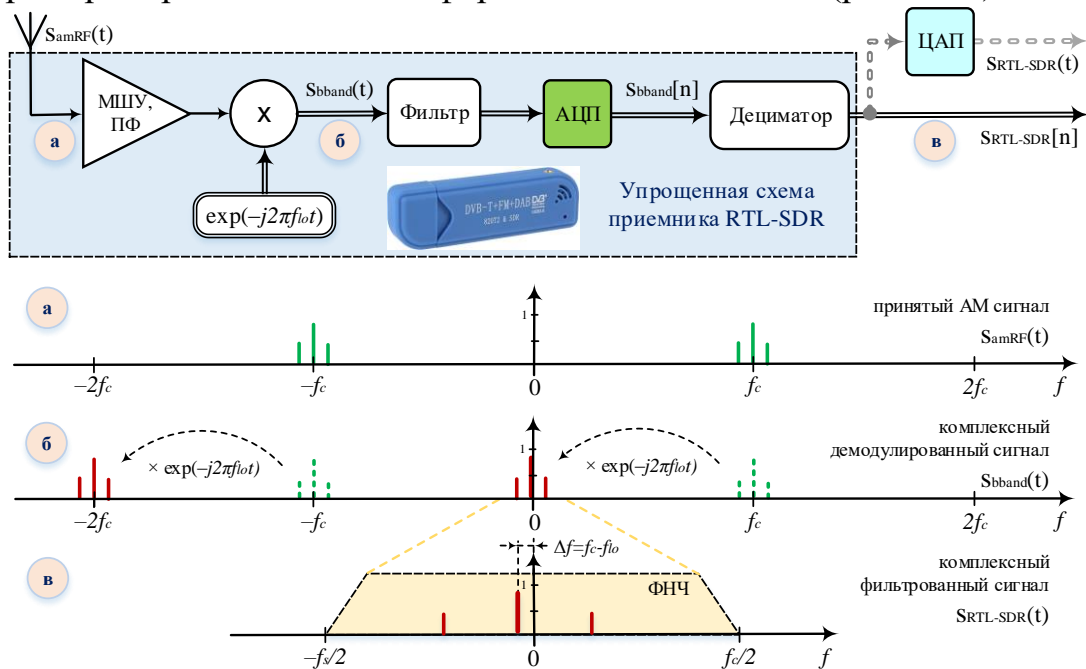 SamRF(t)
ЦАП
SRTL-SDR(t)
МШУ,
ПФ
X
Sbband(t)
Фильтр
АЦП
Sbband[n]
Дециматор
SRTL-SDR[n]
а
б
в
exp(−j2πflot)
DVB-T+FM+DAB
Упрощенная схема
приемника RTL-SDR
а
1
принятый АМ сигнал
SamRF(t)
−2fc
−fc
0
fc
2fc
f
б
1
× exp(−j2πflot)
× exp(−j2πflot)
комплексный
демодулированный сигнал
Sbband(t)
−2fc
−fc
0
fc
2fc
f
в
Δf=fc-flo
1
ФНЧ
комплексный
фильтрованный сигнал
SRTL-SDR(t)
−fs/2
0
fc/2
f